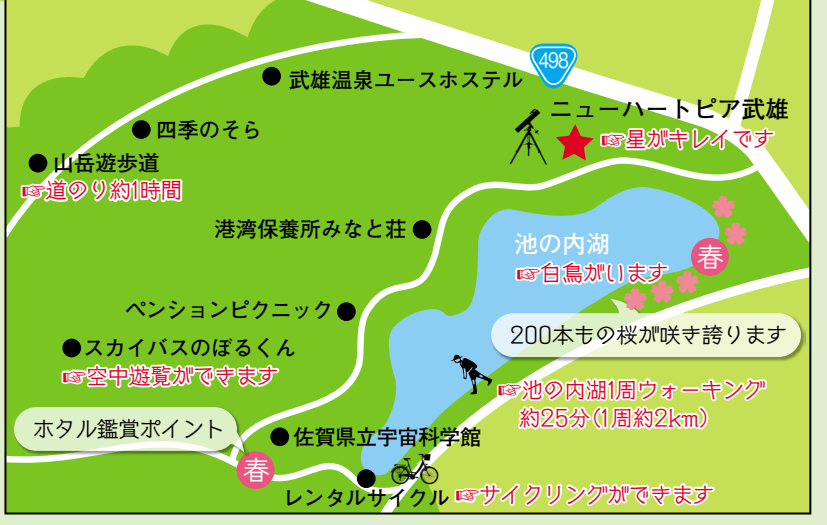 498
武雄温泉ユースホステル
ニューハートピア武雄
☞星がキレイです
四季のそら
山岳遊歩道
☞道のり約1時間
港湾保養所みなと荘
池の内湖
☞白鳥がいます
春
ペンションピクニック
200本もの桜が咲き誇ります
スカイバスのぼるくん
☞空中遊覧ができます
☞池の内湖1周ウォーキング
約25分(1周約2km)
ホタル鑑賞ポイント
佐賀県立宇宙科学館
春
レンタルサイクル
☞サイクリングができます